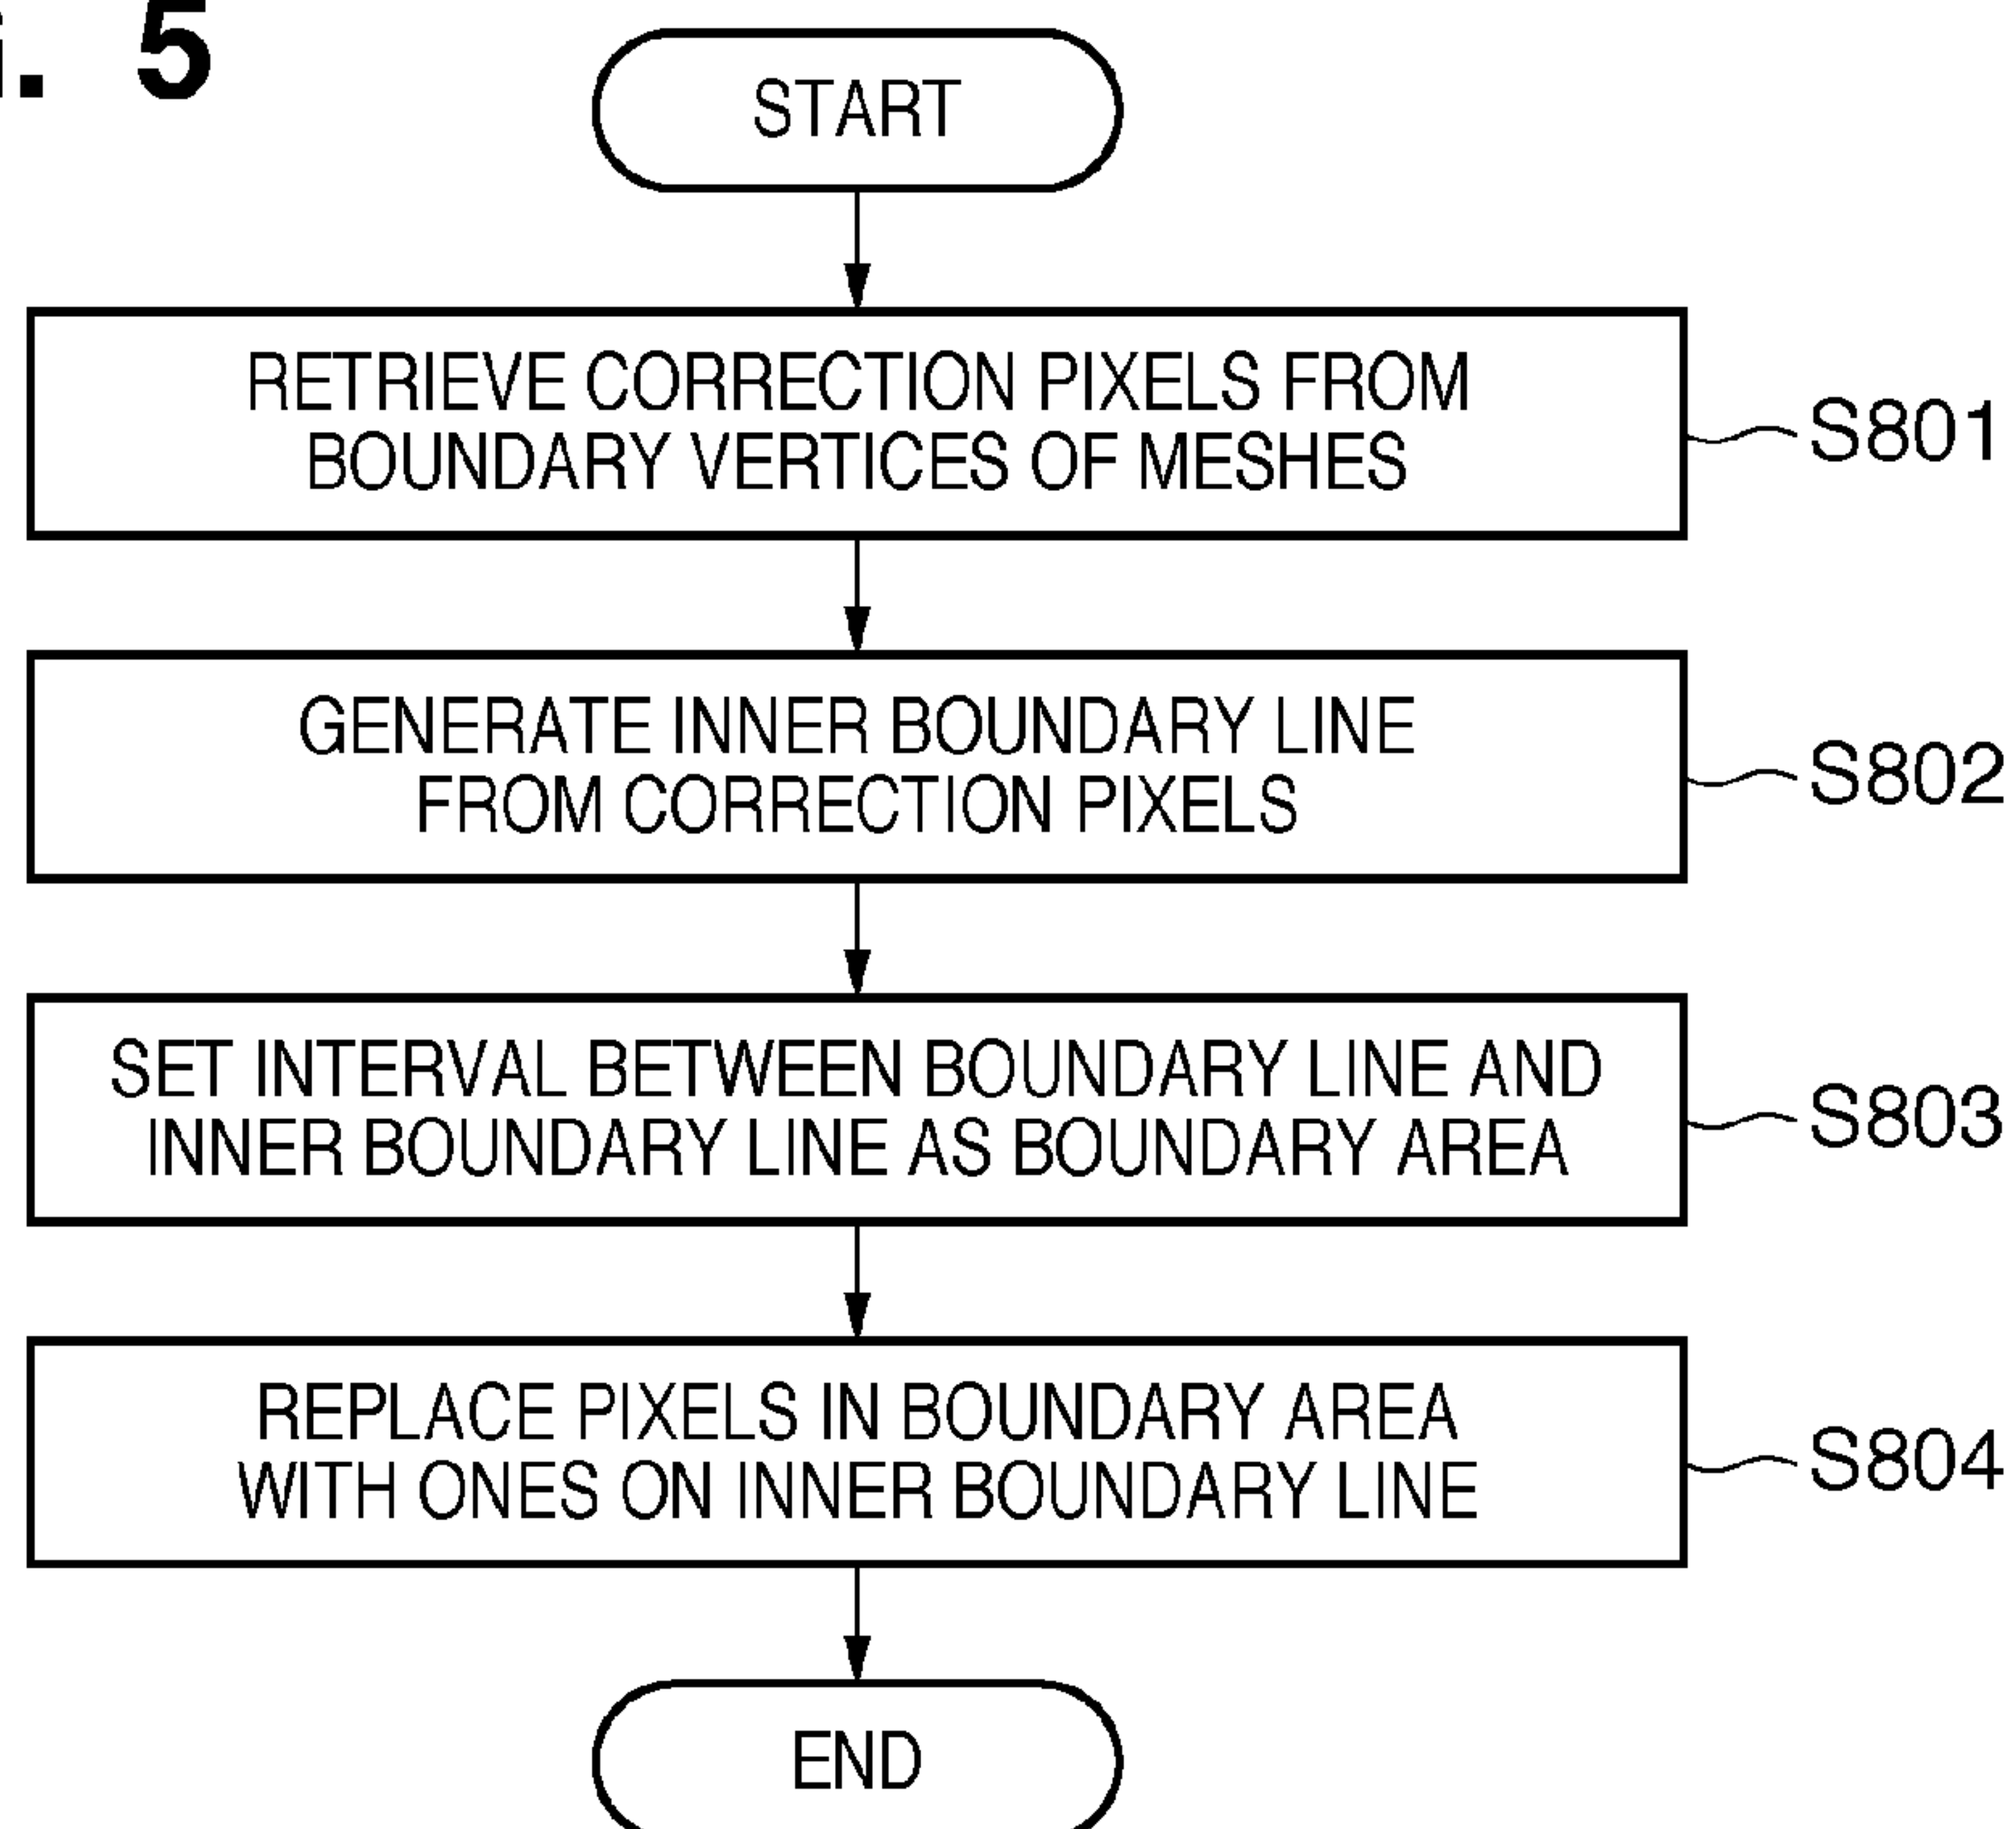 5
START
RETRIEVE CORRECTION PIXELS FROM
BOUNDARY VERTICES OF MESHES
S801
GENERATE INNER BOUNDARY LINE
FROM CORRECTION PIXELS
S802
SET INTERVAL BETWEEN BOUNDARY LINE AND
INNER BOUNDARY LINE AS BOUNDARY AREA
S803
REPLACE PIXELS IN BOUNDARY AREA
WITH ONES ON INNER BOUNDARY LINE
S804
END